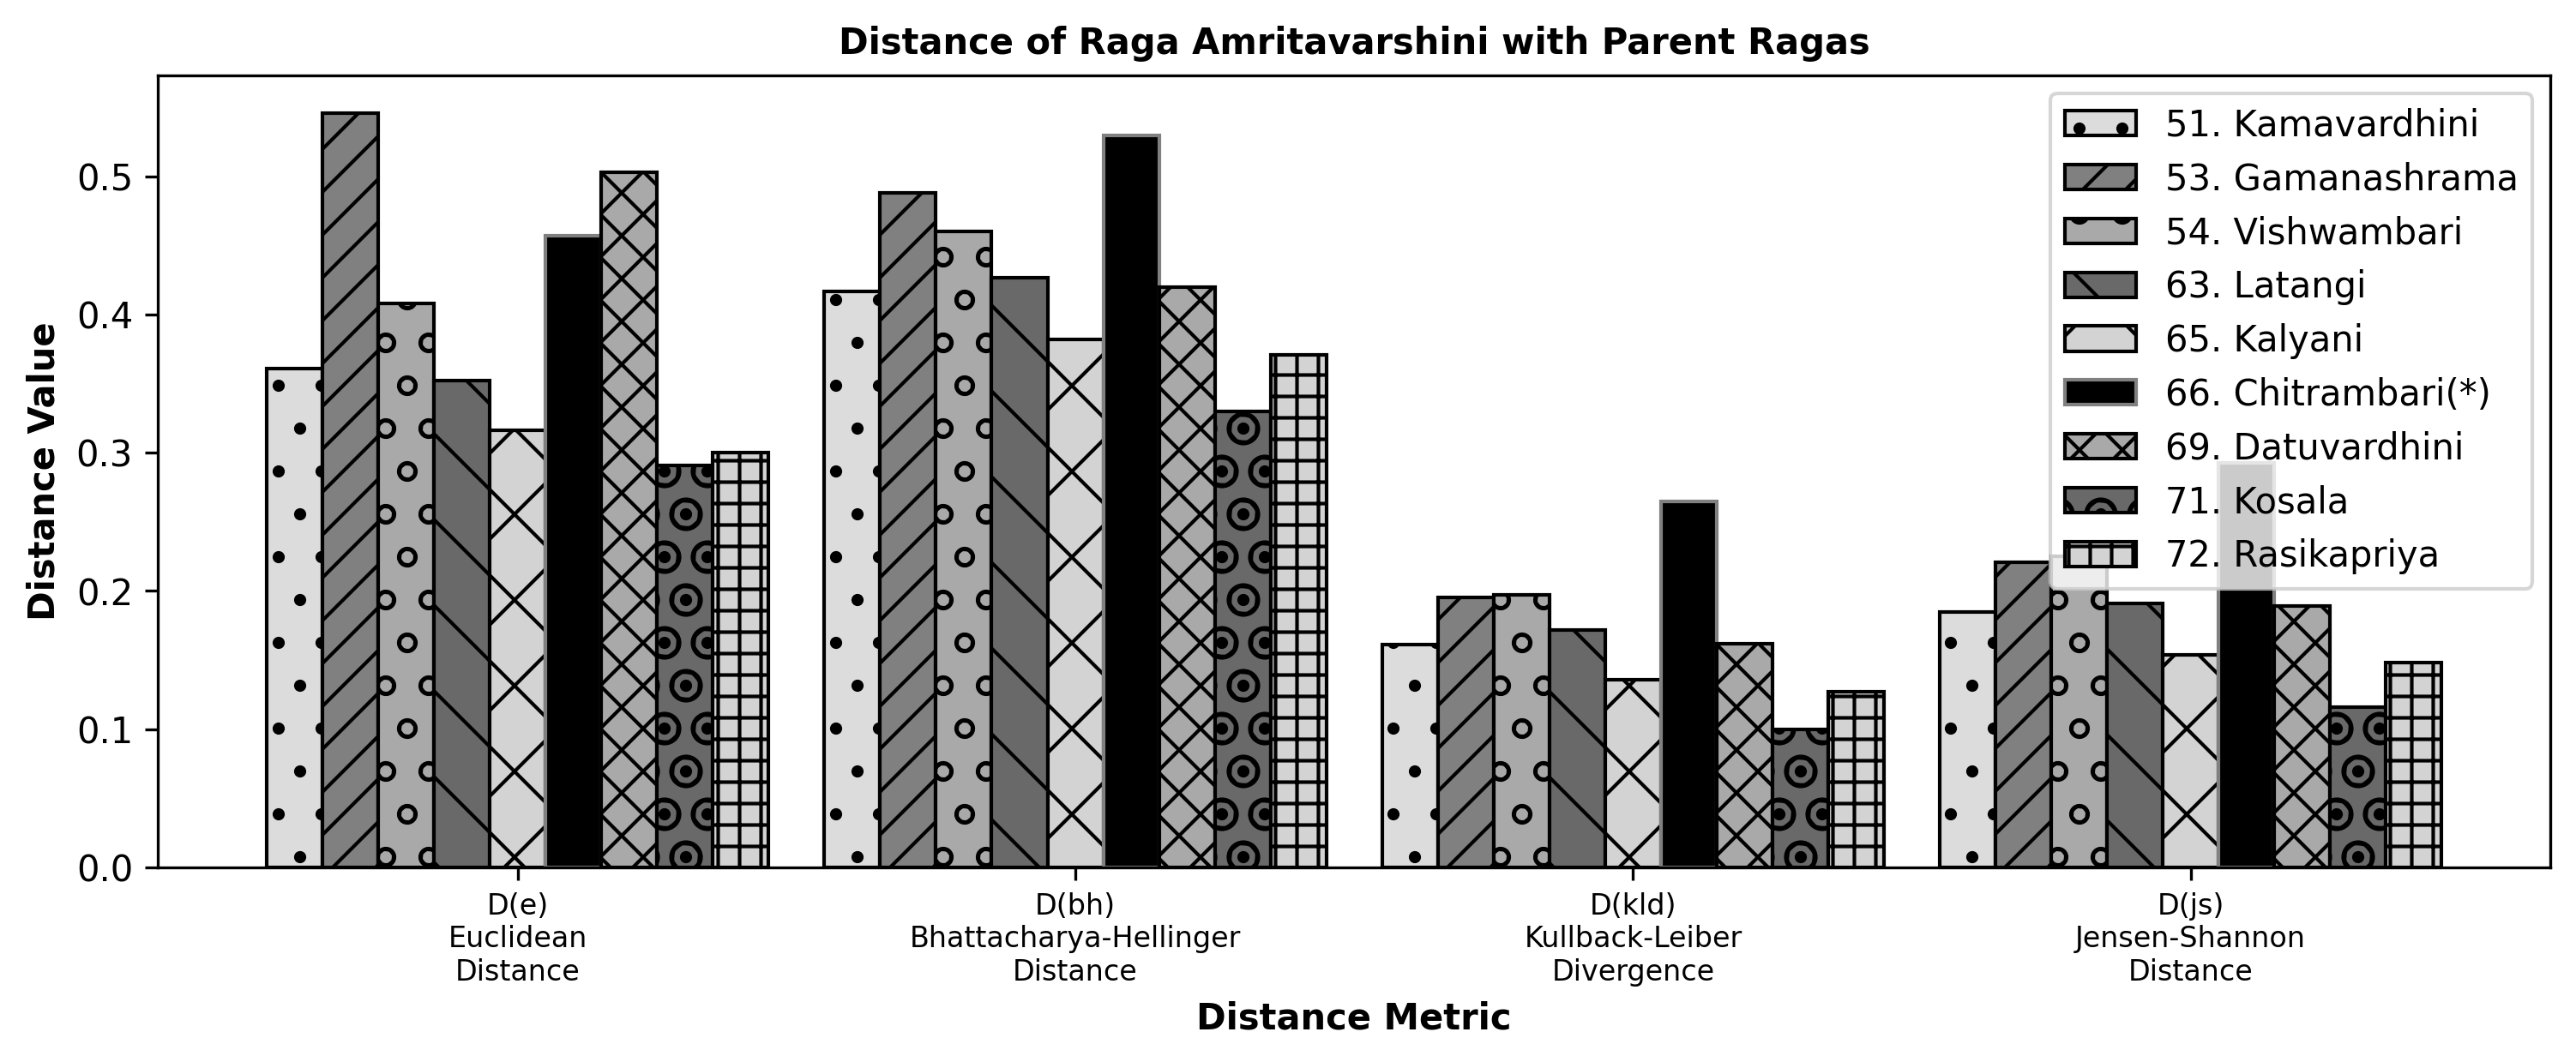 Distance of Raga Amritavarshini with Parent Ragas
Distance Value
0.5
0.4
0.3
0.2
0.1
0.0
51. Kamavardhini
53. Gamanashrama
54. Vishwambari
63. Latangi
65. Kalyani
66. Chitrambari(*)
69. Datuvardhini
71. Kosala
72. Rasikapriya
D(e)
Euclidean
Distance
D(bh)
Bhattacharya-Hellinger
Distance
D(kld)
Kullback-Leiber
Divergence
D(js)
Jensen-Shannon
Distance
Distance Metric